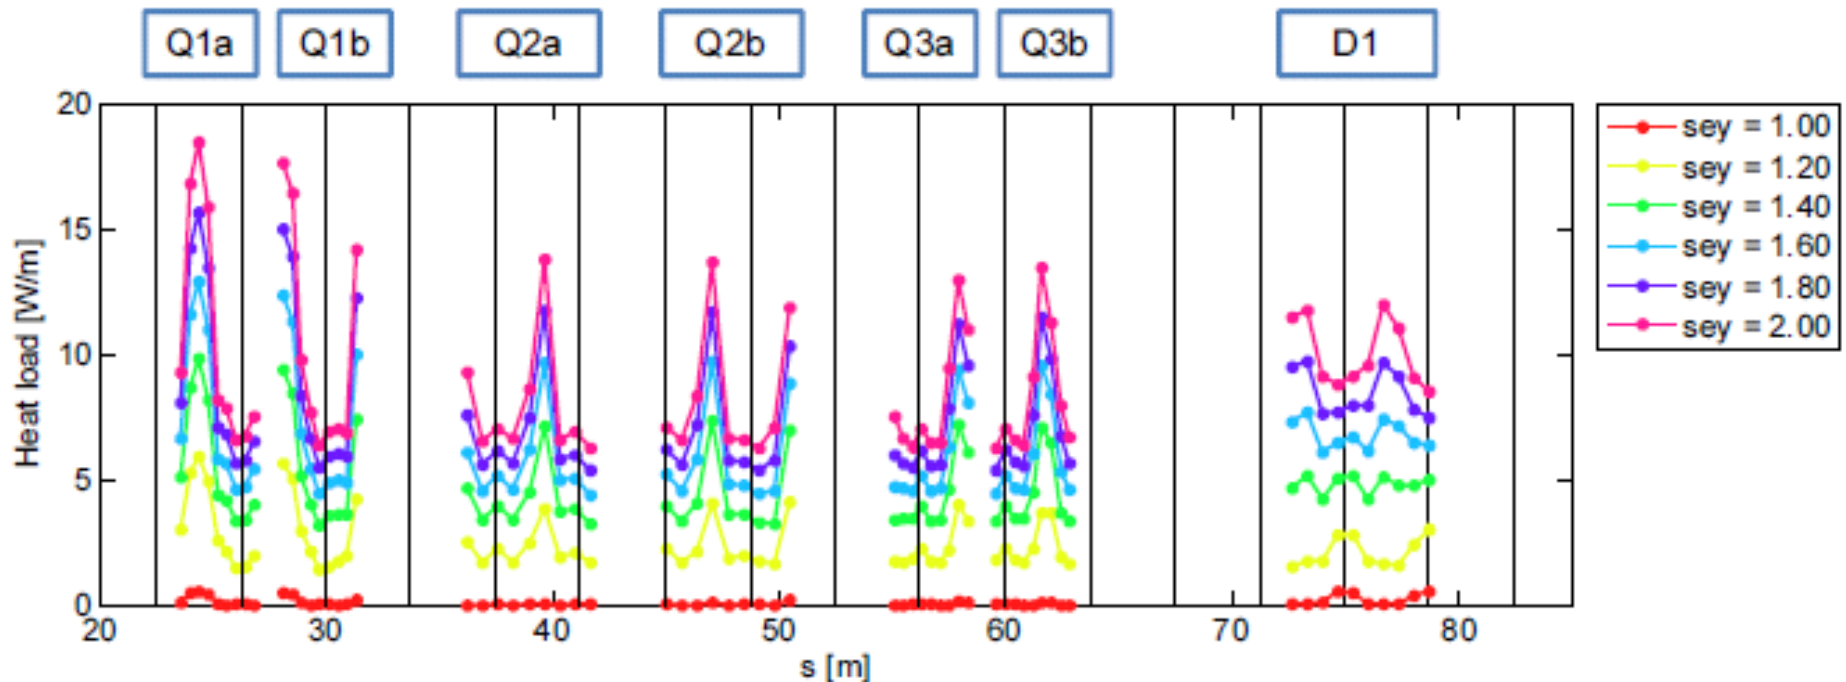 Q1a Q1b Q2a Q2b Q3a Q3b D1
20
15
10
5
0
Heat load [W/m]
20 30 40 50 60 70 80
s [m]
sey = 1.00
sey = 1.20
sey = 1.40
sey = 1.60
sey = 1.80
sey = 2.00